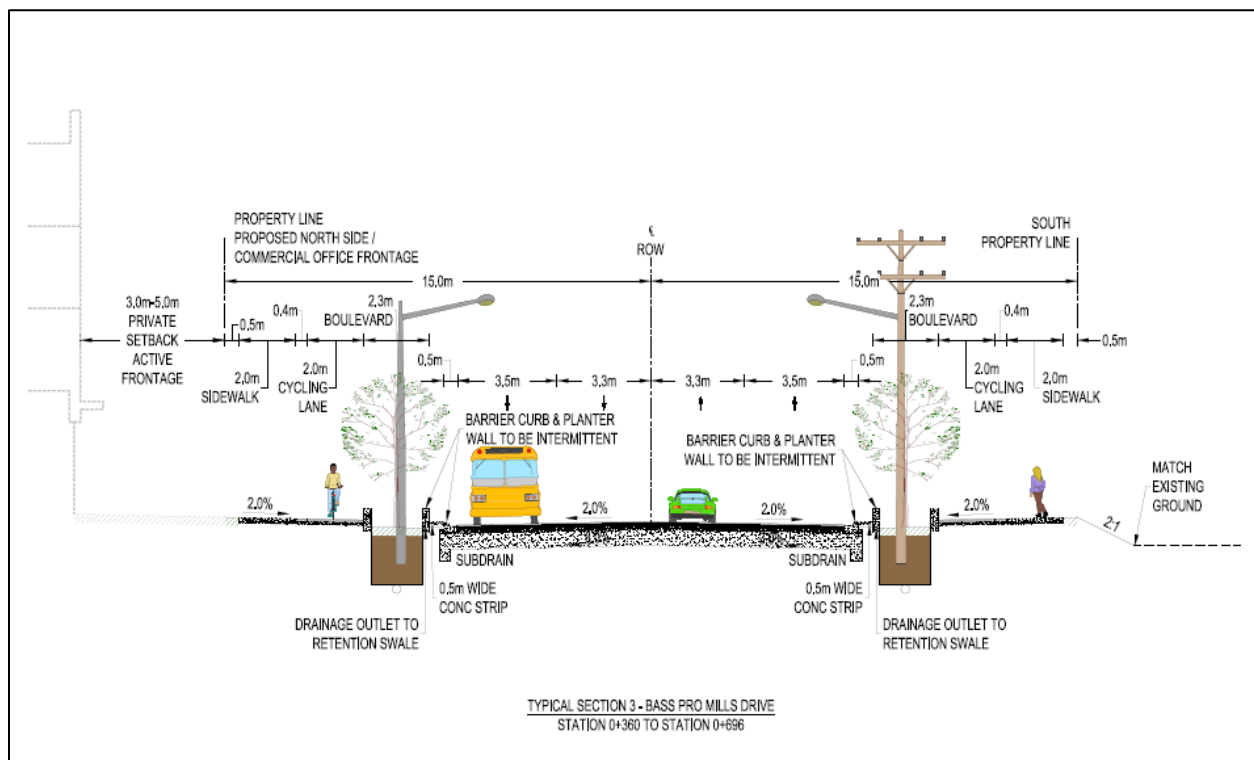 PROPERTY LINE
PROPOSED NORTH SIDE /
COMMERCIAL OFFICE FRONTAGE
℄
ROW
SOUTH
PROPERTY LINE
15.0m
15.0m
3.0m-5.0m
PRIVATE
SETBACK
ACTIVE
FRONTAGE
0.5m
0.4m
2.3m
BOULEVARD
2.3m
BOULEVARD
0.4m
0.5m
2.0m
SIDEWALK
2.0m
CYCLING
LANE
0.5m
3.5m
3.3m
3.3m
3.5m
0.5m
2.0m
CYCLING
LANE
2.0m
SIDEWALK
BARRIER CURB & PLANTER
WALL TO BE INTERMITTENT
BARRIER CURB & PLANTER
WALL TO BE INTERMITTENT
MATCH
EXISTING
GROUND
2.0%
2.0%
2.0%
2.0%
2:1
SUBDRAIN
SUBDRAIN
0.5m WIDE
CONC STRIP
0.5m WIDE
CONC STRIP
DRAINAGE OUTLET TO
RETENTION SWALE
DRAINAGE OUTLET TO
RETENTION SWALE
TYPICAL SECTION 3 - BASS PRO MILLS DRIVE
STATION 0+360 TO STATION 0+696